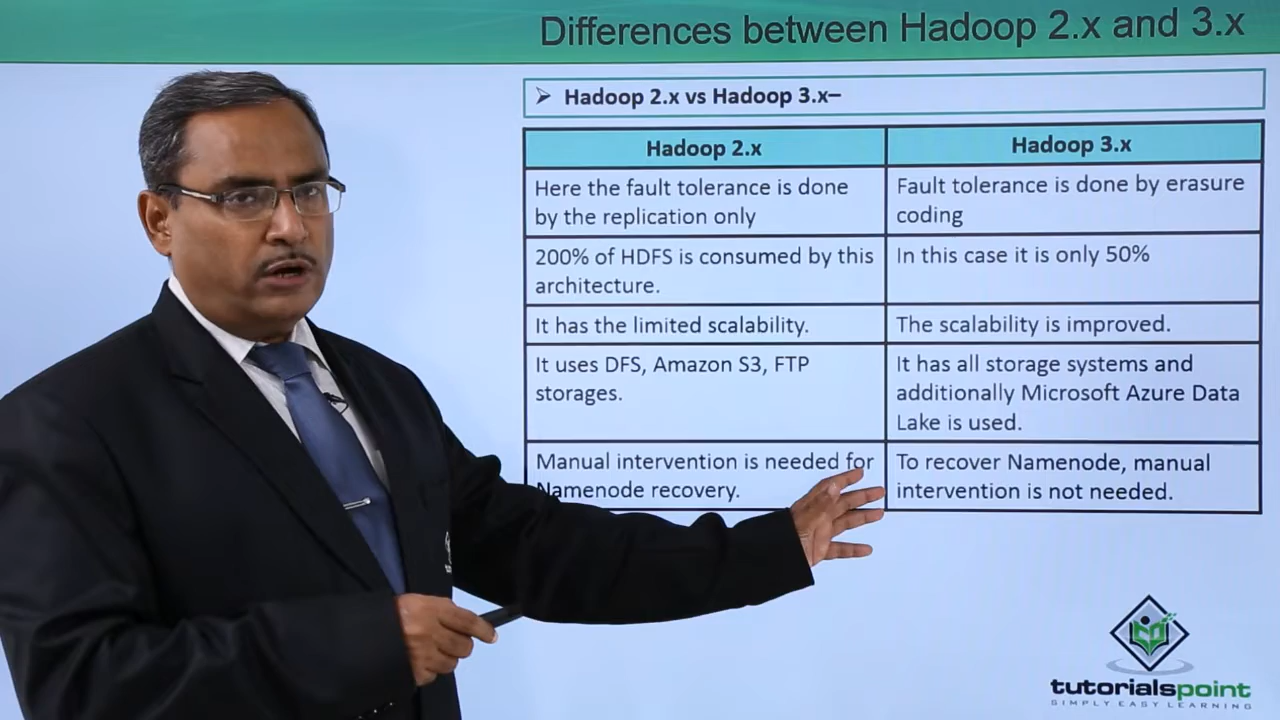 Differences between Hadoop 2.x and 3.x
➢ Hadoop 2.x vs Hadoop 3.x–
Hadoop 2.x
Hadoop 3.x
Here the fault tolerance is done
by the replication only
Fault tolerance is done by erasure
coding
200% of HDFS is consumed by this
architecture.
In this case it is only 50%
It has the limited scalability.
The scalability is improved.
It uses DFS, Amazon S3, FTP
storages.
It has all storage systems and
additionally Microsoft Azure Data
Lake is used.
Manual intervention is needed for
Namenode recovery.
To recover Namenode, manual
intervention is not needed.
tutorialspoint
SIMPLY EASY LEARNING